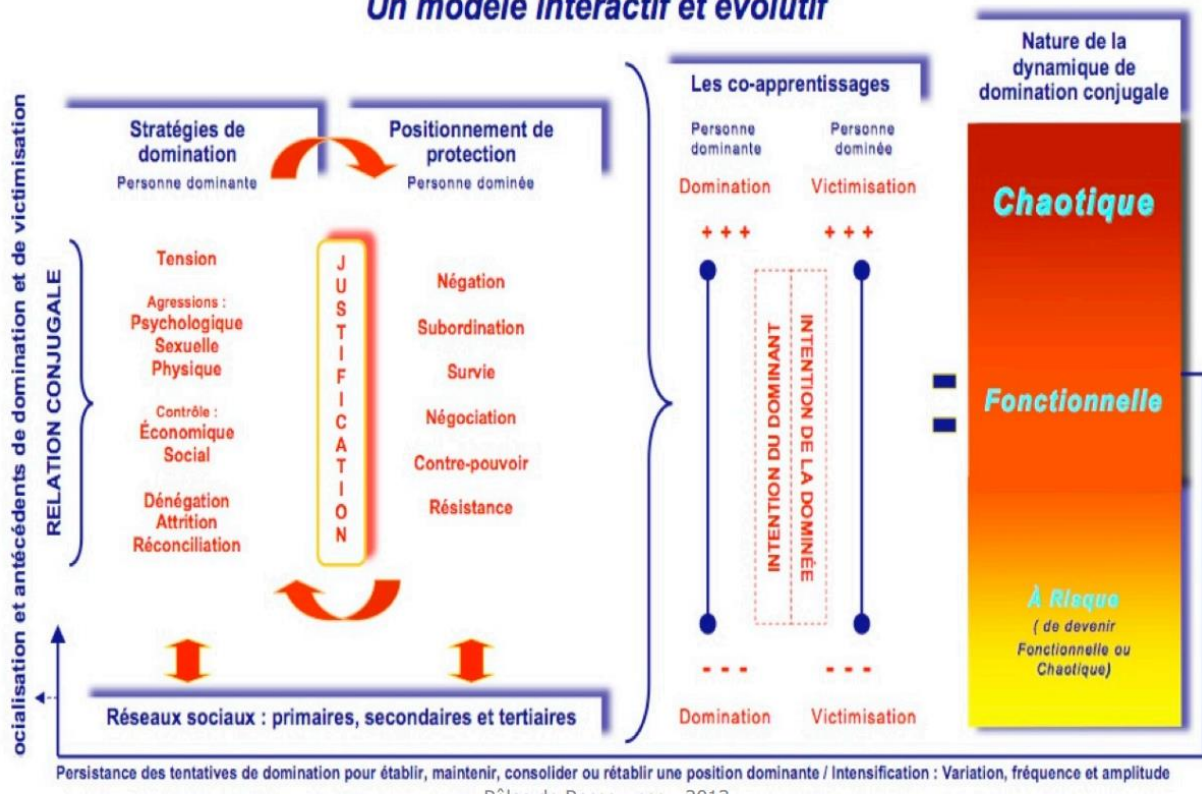 Un modèle interactif et évolutif
ocialisation et antécédents de domination et de victimisation
RELATION CONJUGALE
Stratégies de
domination
Personne dominante
Tension
Agressions :
Psychologique
Sexuelle
Physique
Contrôle :
Économique
Social
Dénégation
Attrition
Réconciliation
JUSTIFICATION
Positionnement de
protection
Personne dominée
Négation
Subordination
Survie
Négociation
Contre-pouvoir
Résistance
Réseaux sociaux : primaires, secondaires et tertiaires
Les co-apprentissages
Personne
dominante
Personne
dominée
Domination
Victimisation
+ + +
+ + +
INTENTION DU DOMINANT
INTENTION DE LA DOMINÉE
- - -
- - -
Domination
Victimisation
Nature de la
dynamique de
domination conjugale
Chaotique
Fonctionnelle
À Risque
( de devenir
Fonctionnelle ou
Chaotique)
Persistance des tentatives de domination pour établir, maintenir, consolider ou rétablir une position dominante / Intensification : Variation, fréquence et amplitude
2012